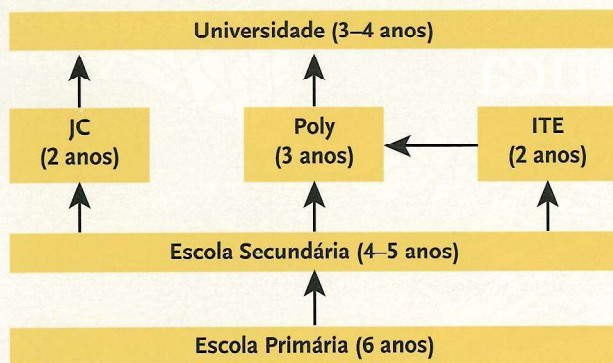 Universidade (3–4 anos)
JC
(2 anos)
Poly
(3 anos)
ITE
(2 anos)
Escola Secundária (4–5 anos)
Escola Primária (6 anos)